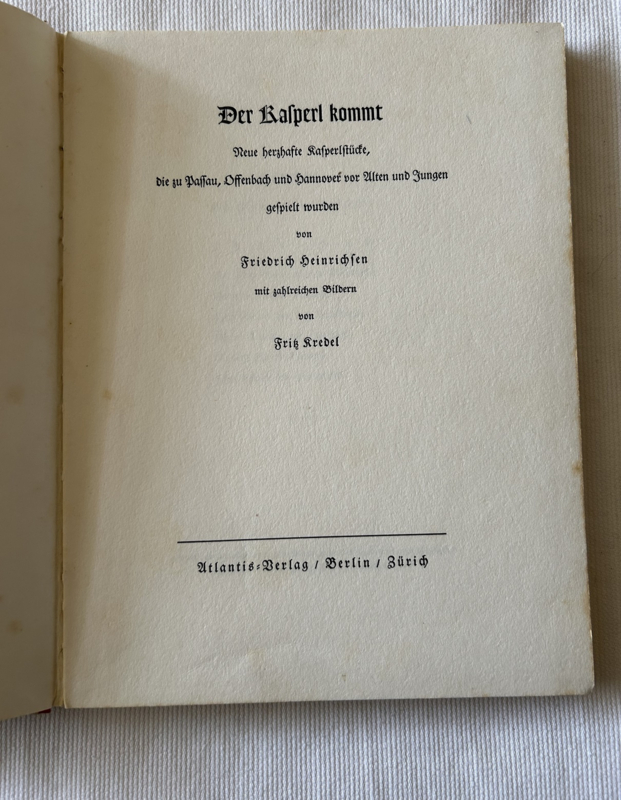 Der Kaſperl kommt
Neue herzhafte Kaſperlſtücke,
die zu Paſſau, Offenbach und Hannover vor Alten und Jungen
geſpielt wurden
von
Friedrich Heinrichſen
mit zahlreichen Bildern
von
Fritz Kredel
Atlantis-Verlag / Berlin / Zürich